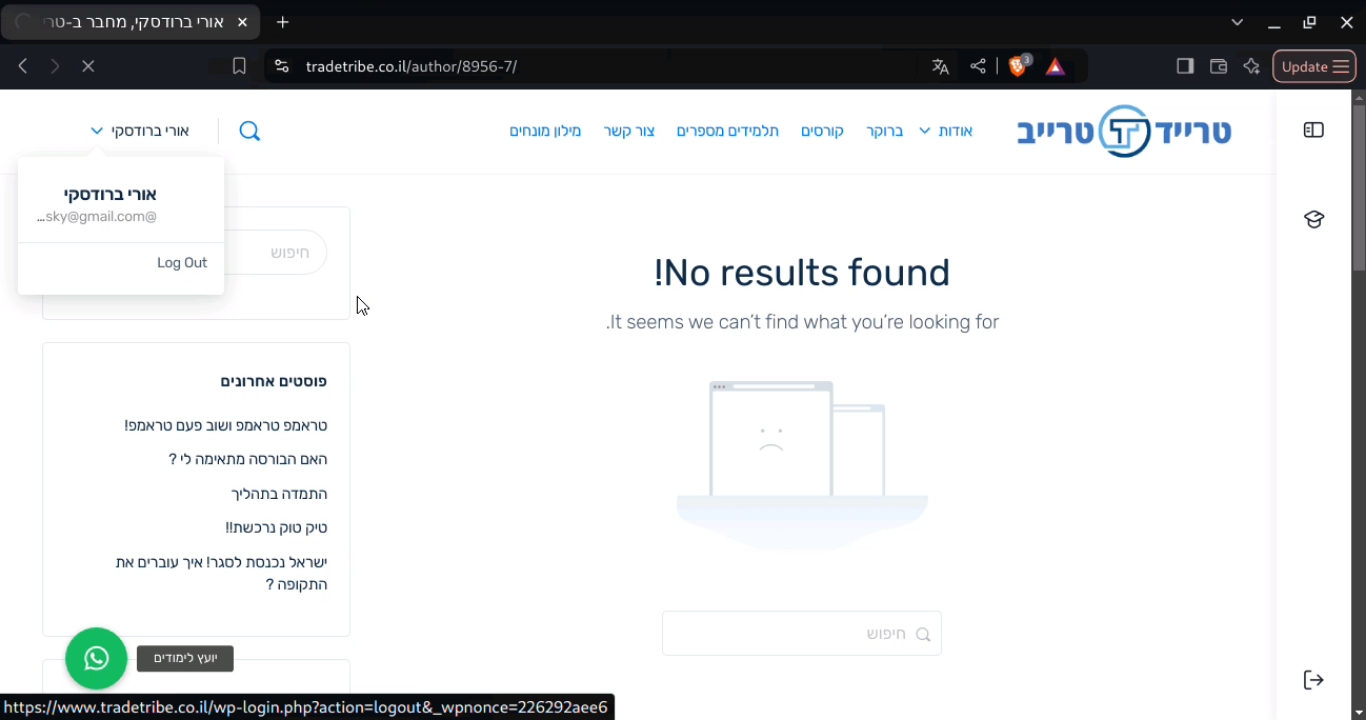 אורי ברודסקי, מחבר ב-טרי
tradetribe.co.il/author/8956-7/
3
Update
טרייד טרייב
אודות
ברוקר
קורסים
תלמידים מספרים
צור קשר
מילון מונחים
אורי ברודסקי
אורי ברודסקי
@sky@gmail.com...
Log Out
חיפוש
No results found!
It seems we can't find what you're looking for.
חיפוש
פוסטים אחרונים
טראמפ טראמפ ושוב פעם טראמפ!
האם הבורסה מתאימה לי ?
התמדה בתהליך
טיק טוק נרכשת!!
ישראל נכנסת לסגר! איך עוברים את
התקופה ?
יועץ לימודים
https://www.tradetribe.co.il/wp-login.php?action=logout&_wpnonce=226292aee6